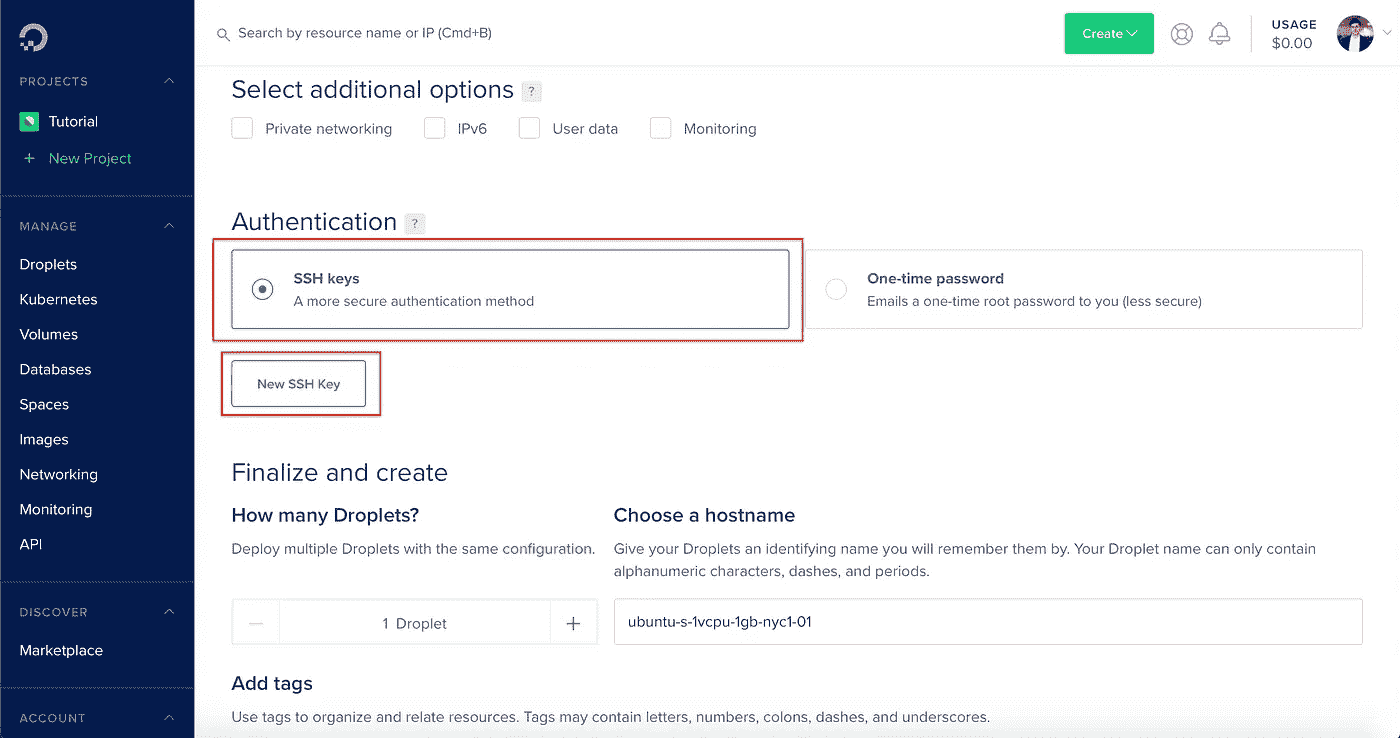 Search by resource name or IP (Cmd+B)
Create
USAGE
$0.00
PROJECTS
Tutorial
+ New Project
MANAGE
Droplets
Kubernetes
Volumes
Databases
Spaces
Images
Networking
Monitoring
API
DISCOVER
Marketplace
ACCOUNT
Select additional options ?
Private networking IPv6 User data Monitoring
Authentication ?
SSH keys
A more secure authentication method
One-time password
Emails a one-time root password to you (less secure)
New SSH Key
Finalize and create
How many Droplets?
Deploy multiple Droplets with the same configuration.
1 Droplet
Choose a hostname
Give your Droplets an identifying name you will remember them by. Your Droplet name can only contain
alphanumeric characters, dashes, and periods.
ubuntu-s-1vcpu-1gb-nyc1-01
Add tags
Use tags to organize and relate resources. Tags may contain letters, numbers, colons, dashes, and underscores.